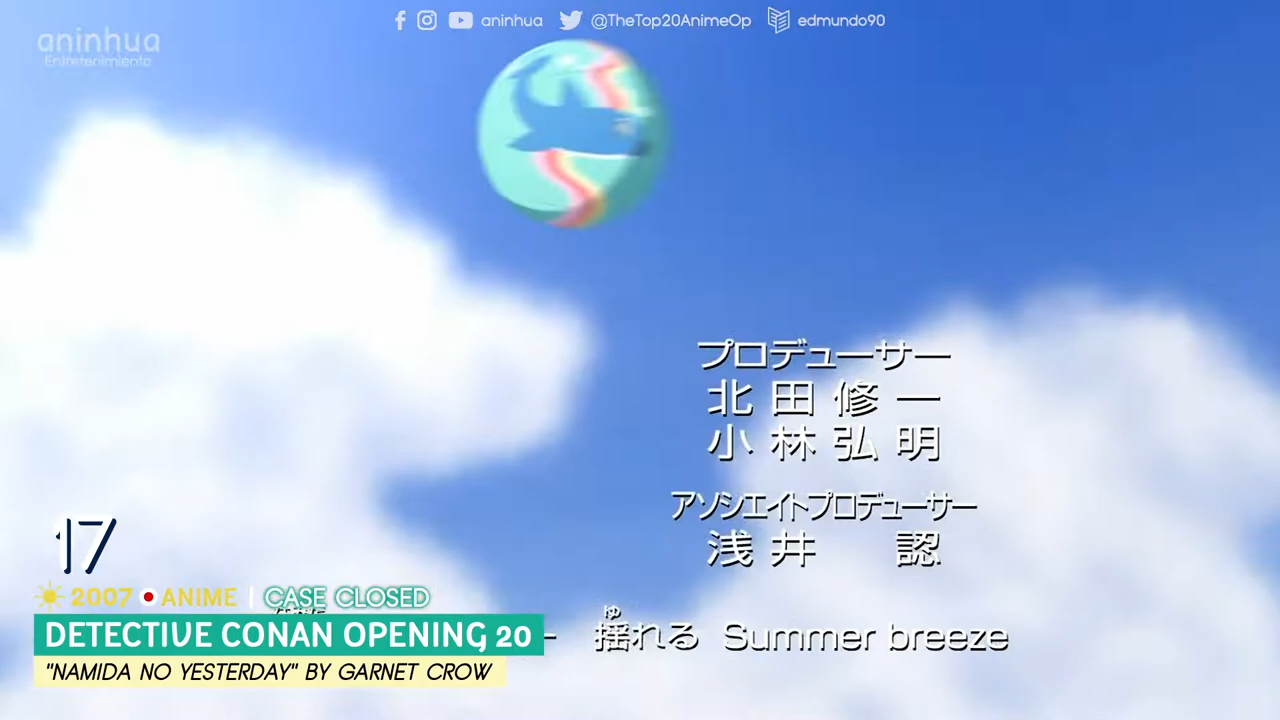 aninhua
@TheTop20AnimeOp
edmundo90
aninhua
Entretenimiento
プロデューサー
北田修一
小林弘明
アソシエイトプロデューサー
浅井 認
17
2007 ANIME | CASE CLOSED
DETECTIVE CONAN OPENING 20
ゆ
揺れる Summer breeze
"NAMIDA NO YESTERDAY" BY GARNET CROW